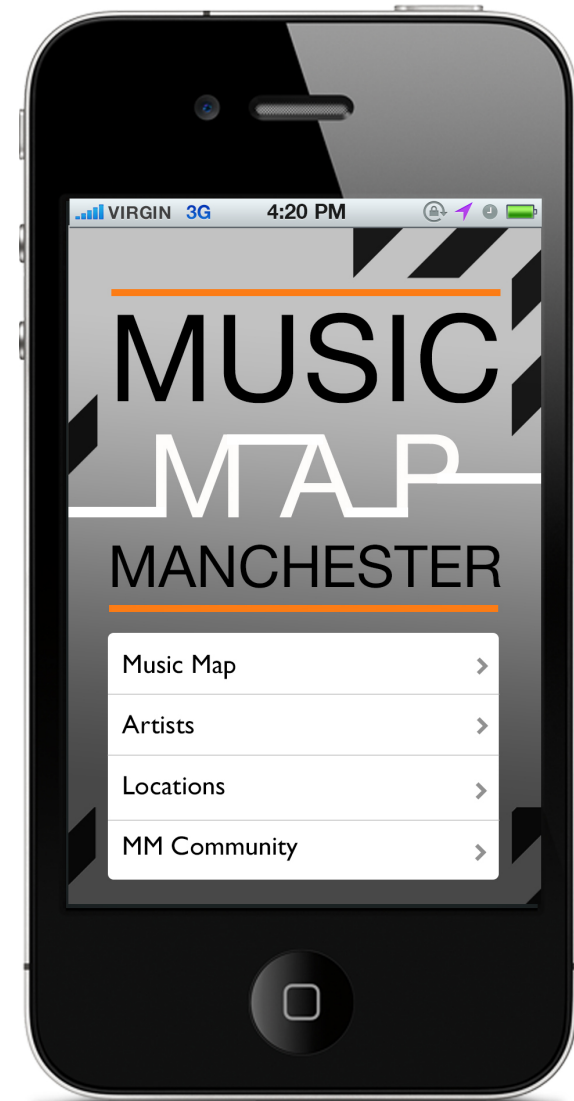 VIRGIN 3G 4:20 PM
MUSIC
MAP
MANCHESTER
Music Map
Artists
Locations
MM Community